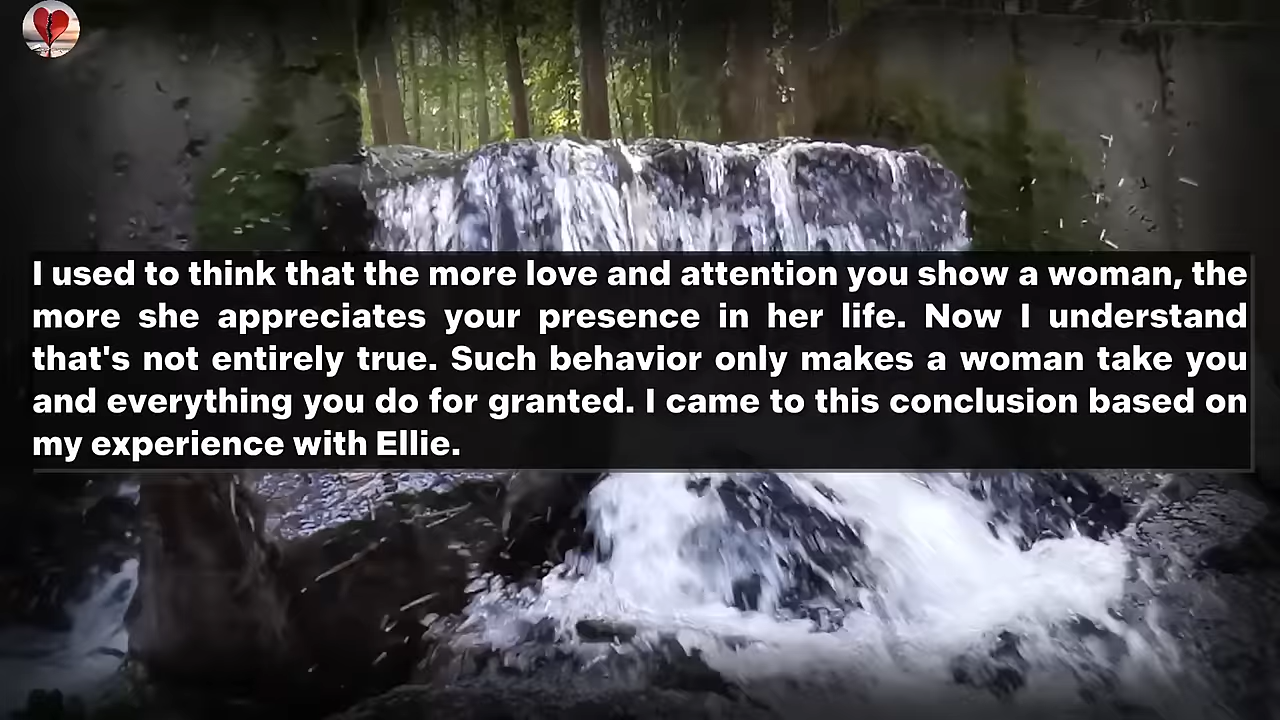 I used to think that the more love and attention you show a woman, the
more she appreciates your presence in her life. Now I understand
that's not entirely true. Such behavior only makes a woman take you
and everything you do for granted. I came to this conclusion based on
my experience with Ellie.